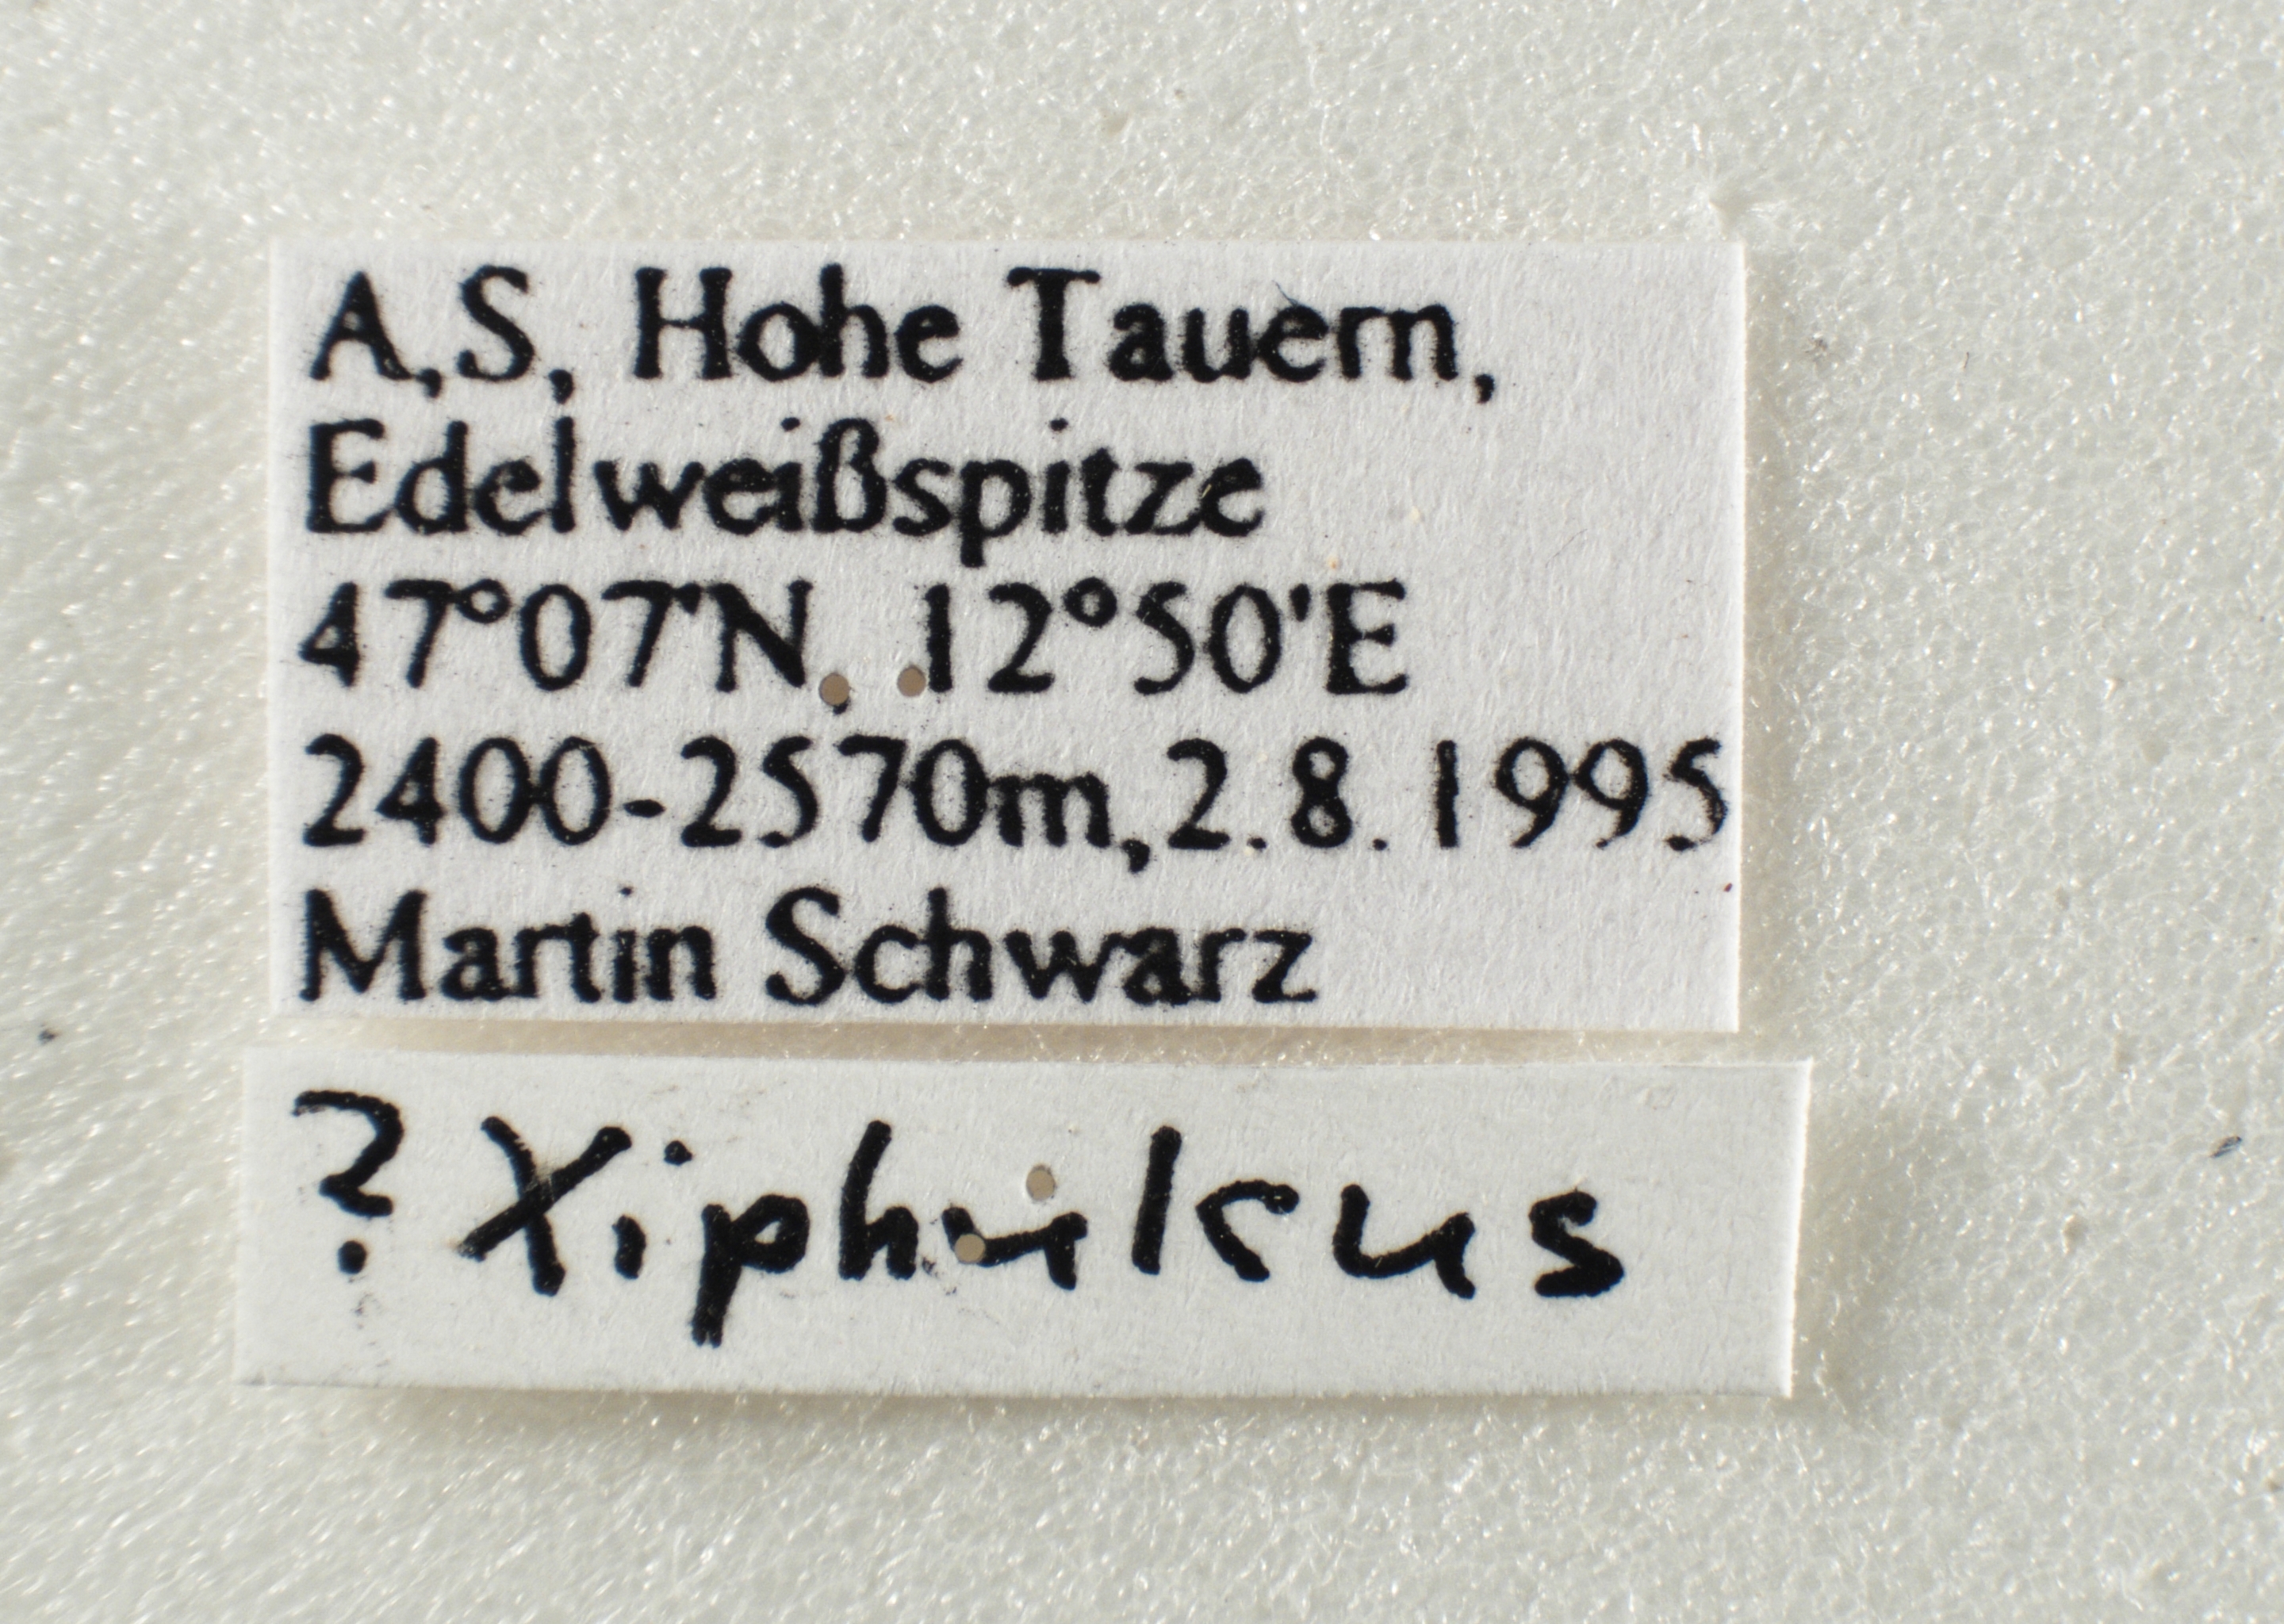 A,S, Hohe Tauern,
Edelweißspitze
47°07'N, 12°50'E
2400-2570m,2.8.1995
Martin Schwarz
? Xiphulcus